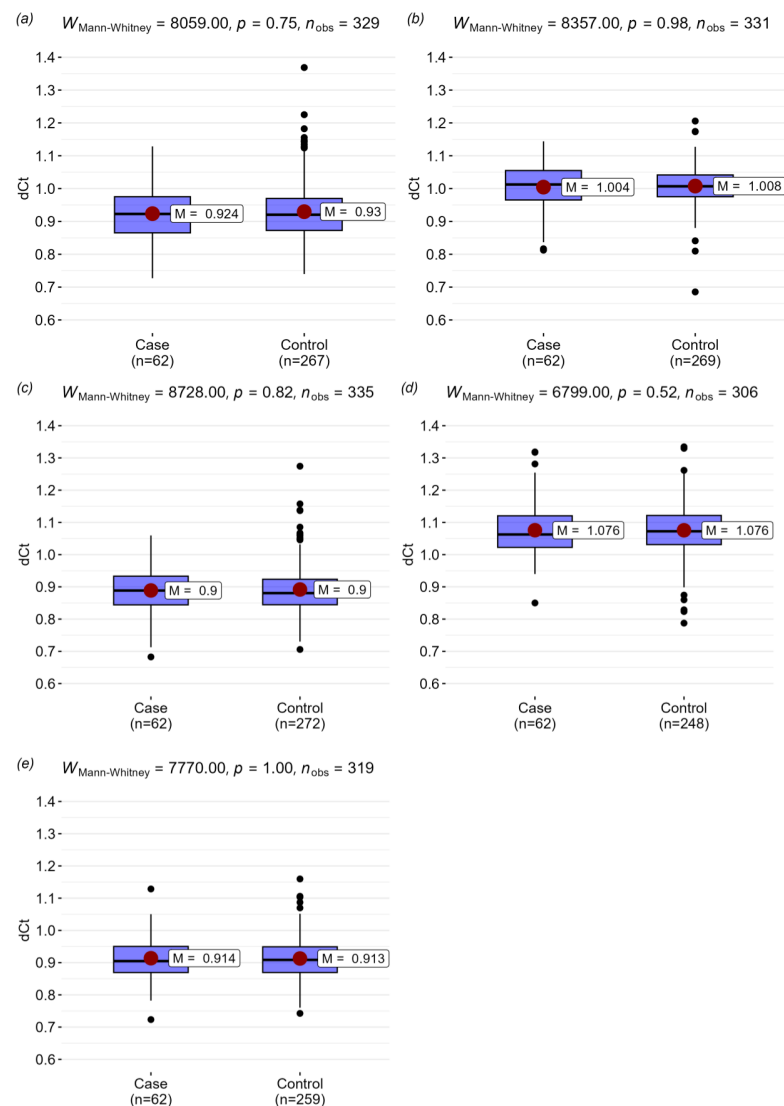 (a) W Mann-Whitney = 8059.00, p = 0.75, n obs = 329
1.4
1.3
1.2
1.1
1.0
0.9
0.8
0.7
0.6
dCt
M = 0.924
M = 0.93
Case
(n=62)
Control
(n=267)
(b) W Mann-Whitney = 8357.00, p = 0.98, n obs = 331
1.4
1.3
1.2
1.1
1.0
0.9
0.8
0.7
0.6
dCt
M = 1.004
M = 1.008
Case
(n=62)
Control
(n=269)
(c) W Mann-Whitney = 8728.00, p = 0.82, n obs = 335
1.4
1.3
1.2
1.1
1.0
0.9
0.8
0.7
0.6
dCt
M = 0.9
M = 0.9
Case
(n=62)
Control
(n=272)
(d) W Mann-Whitney = 6799.00, p = 0.52, n obs = 306
1.4
1.3
1.2
1.1
1.0
0.9
0.8
0.7
0.6
dCt
M = 1.076
M = 1.076
Case
(n=62)
Control
(n=248)
(e) W Mann-Whitney = 7770.00, p = 1.00, n obs = 319
1.4
1.3
1.2
1.1
1.0
0.9
0.8
0.7
0.6
dCt
M = 0.914
M = 0.913
Case
(n=62)
Control
(n=259)